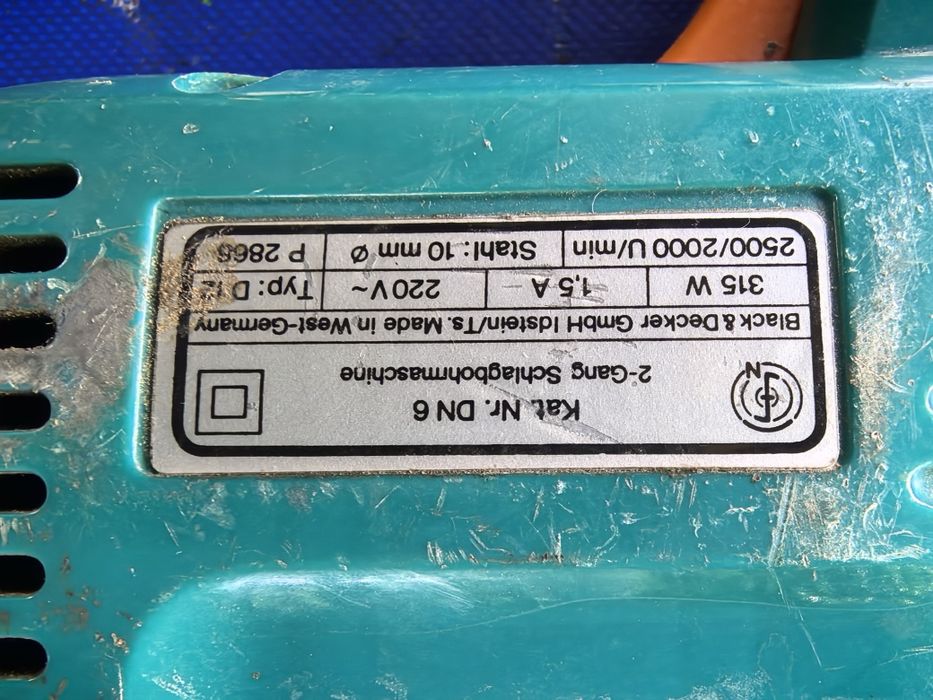 Kat. Nr. DN 6
2-Gang Schlagbohrmaschine
N
Black & Decker GmbH Idstein/Ts. Made in West-Germany
315 W 1,5 A 220V~ Typ: D12
2500/2000 U/min Stahl: 10 mm Ø P